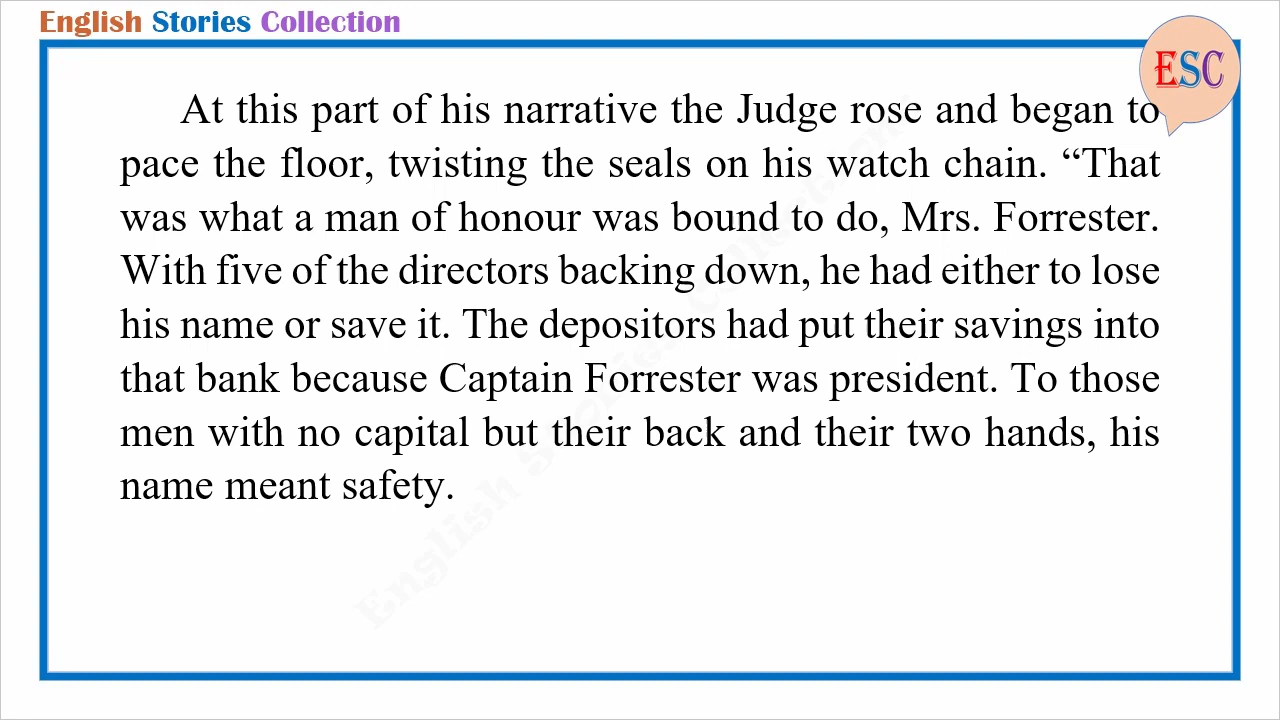 English Stories Collection
ESC
At this part of his narrative the Judge rose and began to
pace the floor, twisting the seals on his watch chain. “That
was what a man of honour was bound to do, Mrs. Forrester.
With five of the directors backing down, he had either to lose
his name or save it. The depositors had put their savings into
that bank because Captain Forrester was president. To those
men with no capital but their back and their two hands, his
name meant safety.
English Stories Collection